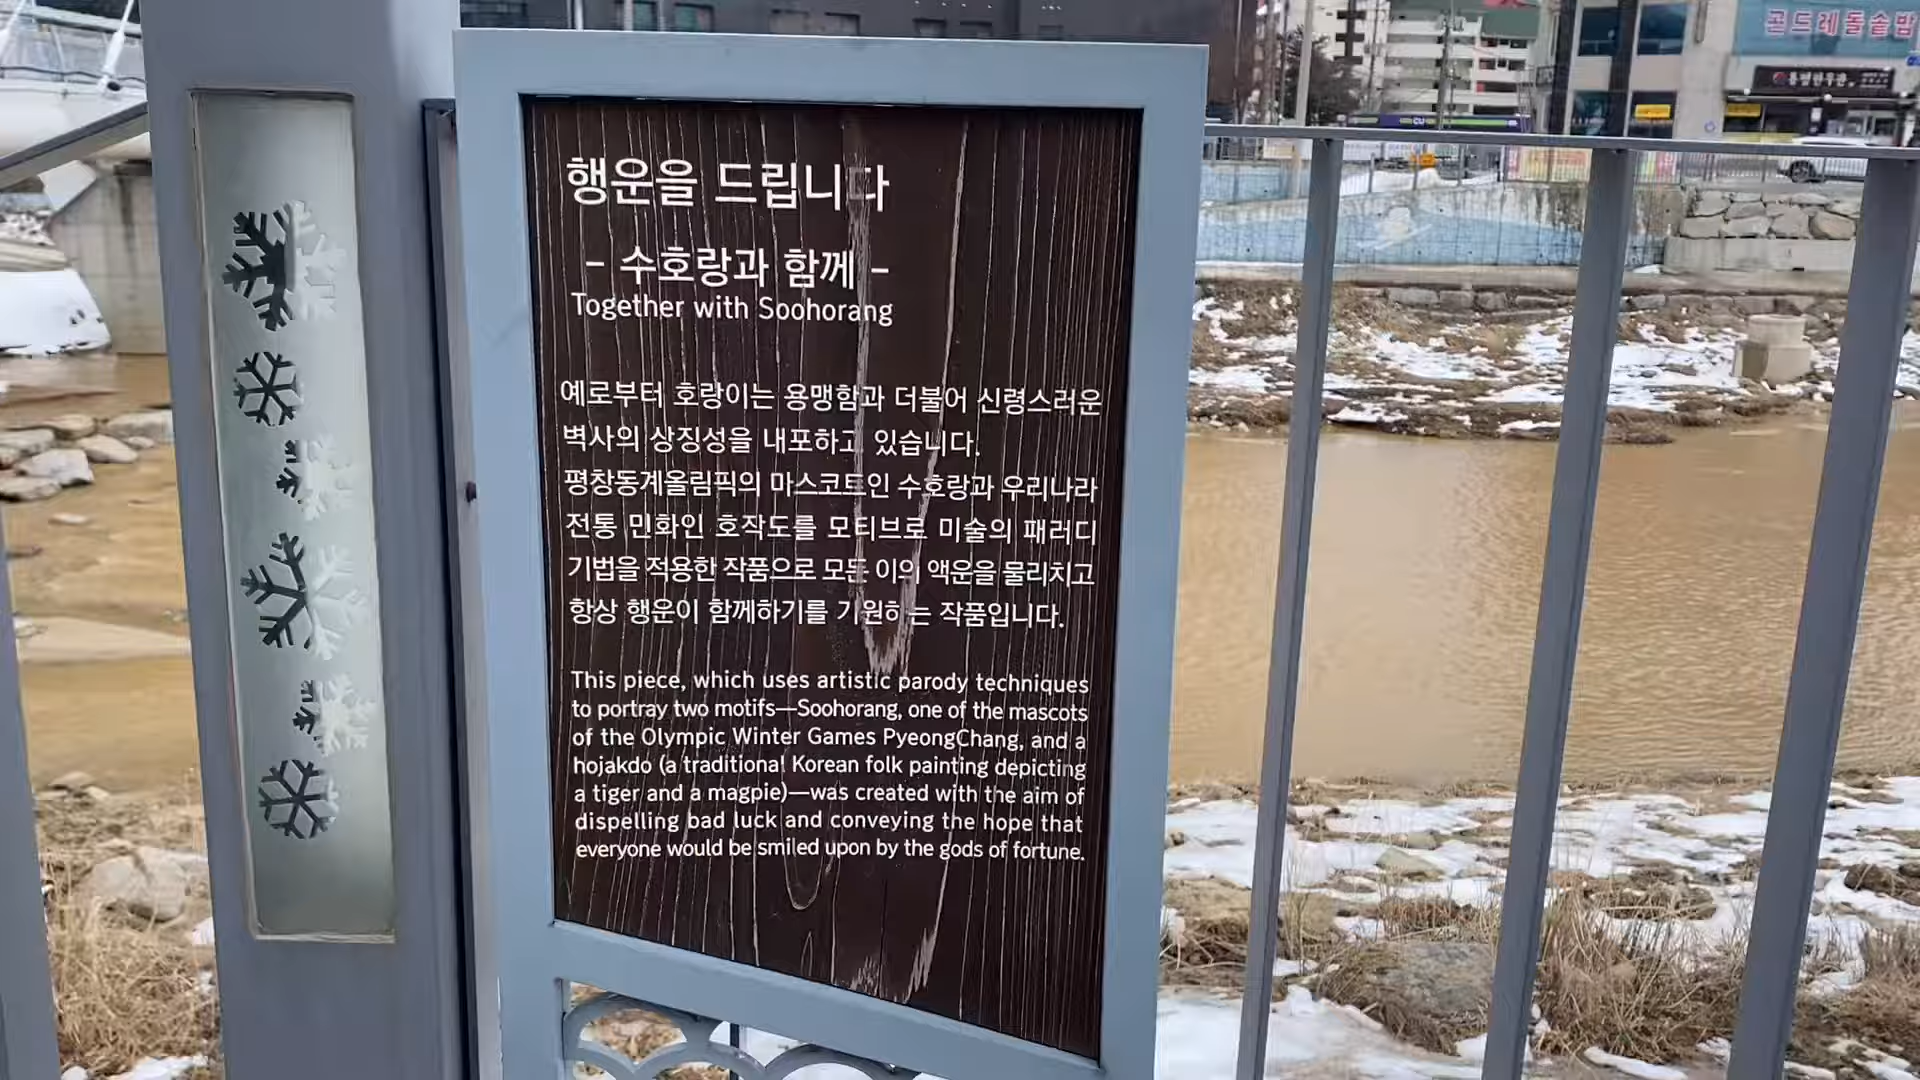 행운을 드립니다
- 수호랑과 함께 -
Together with Soohorang
예로부터 호랑이는 용맹함과 더불어 신령스러운
벽사의 상징성을 내포하고 있습니다.
평창동계올림픽의 마스코트인 수호랑과 우리나라
전통 민화인 호작도를 모티브로 미술의 패러디
기법을 적용한 작품으로 모든 이의 액운을 물리치고
항상 행운이 함께하기를 기원하는 작품입니다.
This piece, which uses artistic parody techniques
to portray two motifs—Soohorang, one of the mascots
of the Olympic Winter Games PyeongChang, and a
hojakdo (a traditional Korean folk painting depicting
a tiger and a magpie)—was created with the aim of
dispelling bad luck and conveying the hope that
everyone would be smiled upon by the gods of fortune.
곤드레돌솥밥
CU